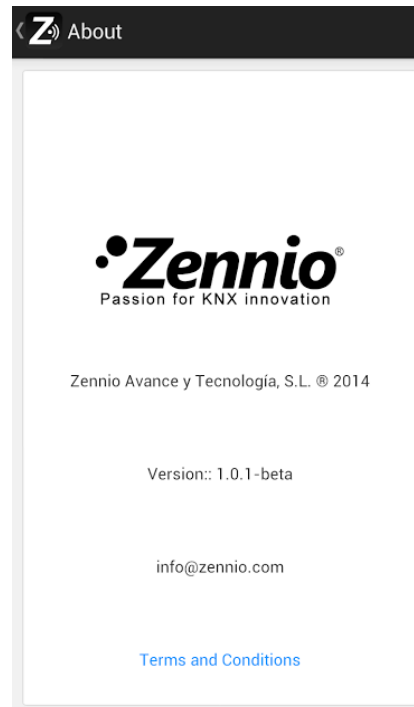 Z About
Zennio®
Passion for KNX innovation
Zennio Avance y Tecnología, S.L. ® 2014
Version:: 1.0.1-beta
info@zennio.com
Terms and Conditions